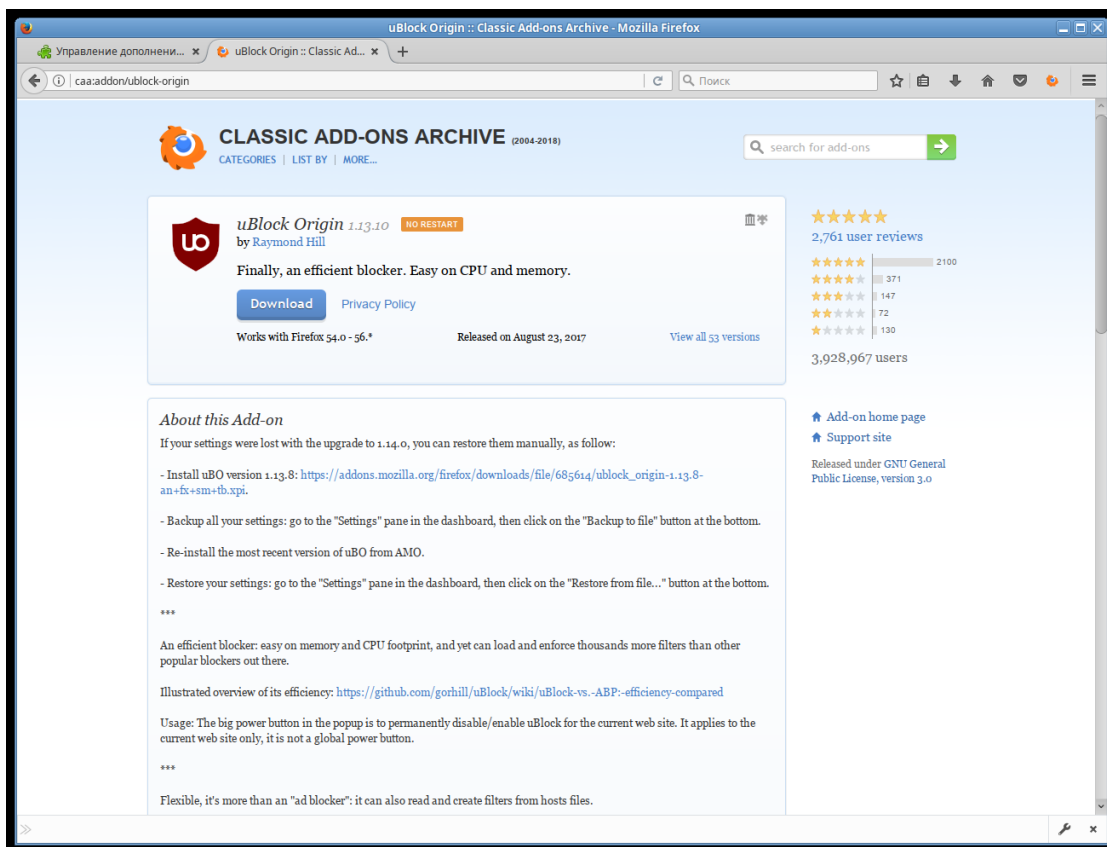 uBlock Origin :: Classic Add-ons Archive - Mozilla Firefox
Управление дополнени...
uBlock Origin :: Classic Ad...
caa:addon/ublock-origin
Поиск
CLASSIC ADD-ONS ARCHIVE (2004-2018)
CATEGORIES | LIST BY | MORE...
search for add-ons
uBlock Origin 1.13.10 NO RESTART
by Raymond Hill
Finally, an efficient blocker. Easy on CPU and memory.
Download Privacy Policy
Works with Firefox 54.0 - 56.* Released on August 23, 2017 View all 53 versions
2,761 user reviews
2100
371
147
72
130
3,928,967 users
Add-on home page
Support site
Released under GNU General
Public License, version 3.0
About this Add-on
If your settings were lost with the upgrade to 1.14.0, you can restore them manually, as follow:
- Install uBO version 1.13.8: https://addons.mozilla.org/firefox/downloads/file/685614/ublock_origin-1.13.8-
an+fx+sm+tb.xpi.
- Backup all your settings: go to the "Settings" pane in the dashboard, then click on the "Backup to file" button at the bottom.
- Re-install the most recent version of uBO from AMO.
- Restore your settings: go to the "Settings" pane in the dashboard, then click on the "Restore from file..." button at the bottom.
***
An efficient blocker: easy on memory and CPU footprint, and yet can load and enforce thousands more filters than other
popular blockers out there.
Illustrated overview of its efficiency: https://github.com/gorhill/uBlock/wiki/uBlock-vs.-ABP:-efficiency-compared
Usage: The big power button in the popup is to permanently disable/enable uBlock for the current web site. It applies to the
current web site only, it is not a global power button.
***
Flexible, it's more than an "ad blocker": it can also read and create filters from hosts files.